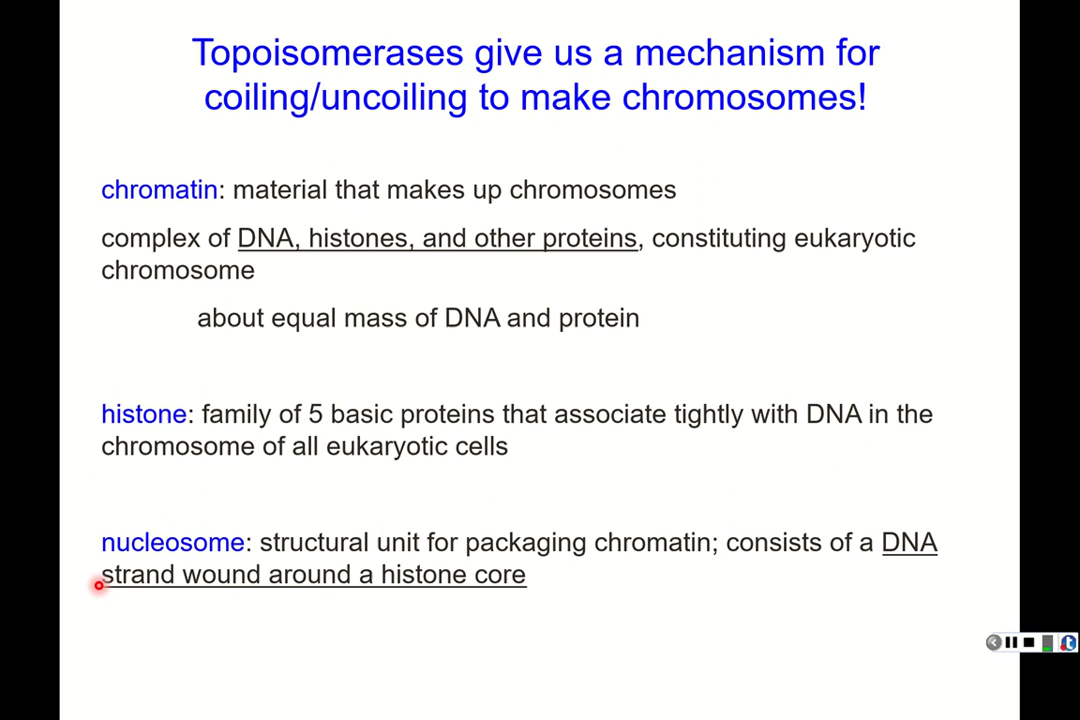 Topoisomerases give us a mechanism for
coiling/uncoiling to make chromosomes!
chromatin: material that makes up chromosomes
complex of DNA, histones, and other proteins, constituting eukaryotic
chromosome
about equal mass of DNA and protein
histone: family of 5 basic proteins that associate tightly with DNA in the
chromosome of all eukaryotic cells
nucleosome: structural unit for packaging chromatin; consists of a DNA
strand wound around a histone core
t